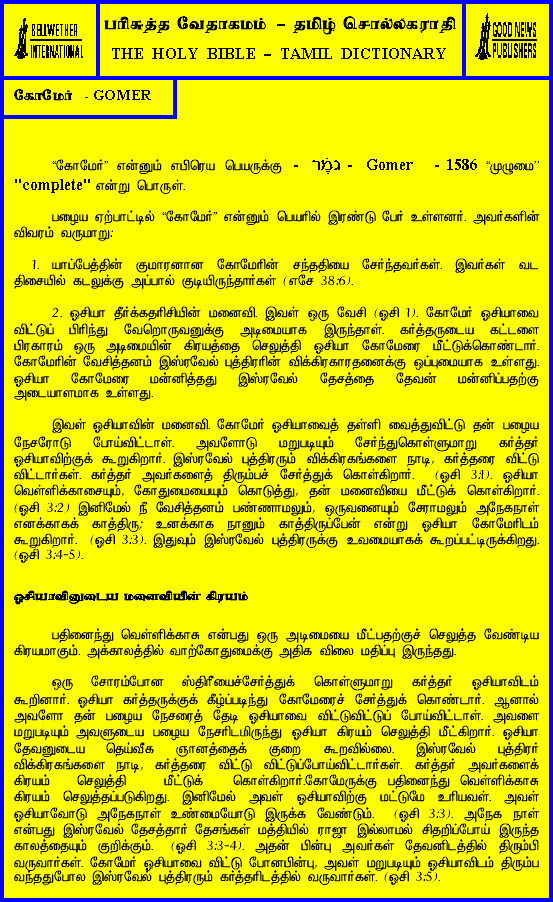 BELLWETHER
INTERNATIONAL
பரிசுத்த வேதாகமம் – தமிழ் சொல்லகராதி
THE HOLY BIBLE – TAMIL DICTIONARY
GOOD NEWS
PUBLISHERS
கோமேர் - GOMER
“கோமேர்” என்னும் எபிரெய பெயருக்கு - גֹּמֶר - Gomer - 1586 “முழுமை”
"complete" என்று பொருள்.
பழைய ஏற்பாட்டில் “கோமேர்” என்னும் பெயரில் இரண்டு பேர் உள்ளனர். அவர்களின்
விவரம் வருமாறு;
1. யாப்பேத்தின் குமாரனான கோமேரின் சந்ததியை சேர்ந்தவர்கள். இவர்கள் வட
திசையில் கடலுக்கு அப்பால் குடியிருந்தார்கள் (எசே 38:6).
2. ஓசியா தீர்க்கதரிசியின் மனைவி. இவள் ஒரு வேசி (ஓசி 1). கோமேர் ஓசியாவை
விட்டுப் பிரிந்து வேறொருவனுக்கு அடிமையாக இருந்தாள். கர்த்தருடைய கட்டளை
பிரகாரம் ஒரு அடிமையின் கிரயத்தை செலுத்தி ஓசியா கோமேரை மீட்டுக்கொண்டார்.
கோமேரின் வேசித்தனம் இஸ்ரவேல் புத்திரரின் விக்கிரகாரதனைக்கு ஒப்புமையாக உள்ளது.
ஓசியா கோமேரை மன்னித்தது இஸ்ரவேல் தேசத்தை தேவன் மன்னிப்பதற்கு
அடையாளமாக உள்ளது.
இவள் ஓசியாவின் மனைவி. கோமேர் ஓசியாவைத் தள்ளி வைத்துவிட்டு தன் பழைய
நேசரோடு போய்விட்டாள். அவளோடு மறுபடியும் சேர்ந்துகொள்ளுமாறு கர்த்தர்
ஓசியாவிற்குக் கூறுகிறார். இஸ்ரவேல் புத்திரரும் விக்கிரகங்களை நாடி, கர்த்தரை விட்டு
விட்டார்கள். கர்த்தர் அவர்களைத் திரும்பச் சேர்த்துக் கொள்கிறார். (ஓசி 3:1). ஓசியா
வெள்ளிக்காசையும், கோதுமையையும் கொடுத்து, தன் மனைவியை மீட்டுக் கொள்கிறார்.
(ஓசி 3:2) இனிமேல் நீ வேசித்தனம் பண்ணாமலும், ஒருவனையும் சேராமலும் அநேகநாள்
எனக்காகக் காத்திரு; உனக்காக நானும் காத்திருப்பேன் என்று ஓசியா கோமேரிடம்
கூறுகிறார். (ஓசி 3:3). இதுவும் இஸ்ரவேல் புத்திரருக்கு உவமையாகக் கூறப்பட்டிருக்கிறது.
(ஓசி 3:4-5).
ஓசியாவினுடைய மனைவியின் கிரயம்
பதினைந்து வெள்ளிக்காசு என்பது ஒரு அடிமையை மீட்பதற்குச் செலுத்த வேண்டிய
கிரயமாகும். அக்காலத்தில் வாற்கோதுமைக்கு அதிக விலை மதிப்பு இருந்தது.
ஒரு சோரம்போன ஸ்திரீயைச்சேர்த்துக் கொள்ளுமாறு கர்த்தர் ஓசியாவிடம்
கூறினார். ஓசியா கர்த்தருக்குக் கீழ்ப்படிந்து கோமேரைச் சேர்த்துக் கொண்டார். ஆனால்
அவளோ தன் பழைய நேசரைத் தேடி ஓசியாவை விட்டுவிட்டுப் போய்விட்டாள். அவளை
மறுபடியும் அவளுடைய பழைய நேசரிடமிருந்து ஓசியா கிரயம் செலுத்தி மீட்கிறார். ஓசியா
தேவனுடைய தெய்வீக ஞானத்தைக் குறை கூறவில்லை. இஸ்ரவேல் புத்திரர்
விக்கிரகங்களை நாடி, கர்த்தரை விட்டு விட்டுப்போய்விட்டார்கள். கர்த்தர் அவர்களைக்
கிரயம் செலுத்தி மீட்டுக் கொள்கிறார்.கோமேருக்கு பதினைந்து வெள்ளிக்காசு
கிரயம் செலுத்தப்படுகிறது. இனிமேல் அவள் ஓசியாவிற்கு மட்டுமே உரியவள். அவள்
ஓசியாவோடு அநேகநாள் உண்மையோடு இருக்க வேண்டும். (ஓசி 3:3). அநேக நாள்
என்பது இஸ்ரவேல் தேசத்தார் தேசங்கள் மத்தியில் ராஜா இல்லாமல் சிதறிப்போய் இருந்த
காலத்தையும் குறிக்கும். (ஓசி 3:3-4). அதன் பின்பு அவர்கள் தேவனிடத்தில் திரும்பி
வருவார்கள். கோமேர் ஓசியாவை விட்டு போனபின்பு, அவள் மறுபடியும் ஓசியாவிடம் திரும்ப
வந்ததுபோல இஸ்ரவேல் புத்திரரும் கர்த்தரிடத்தில் வருவார்கள். (ஓசி 3:5).